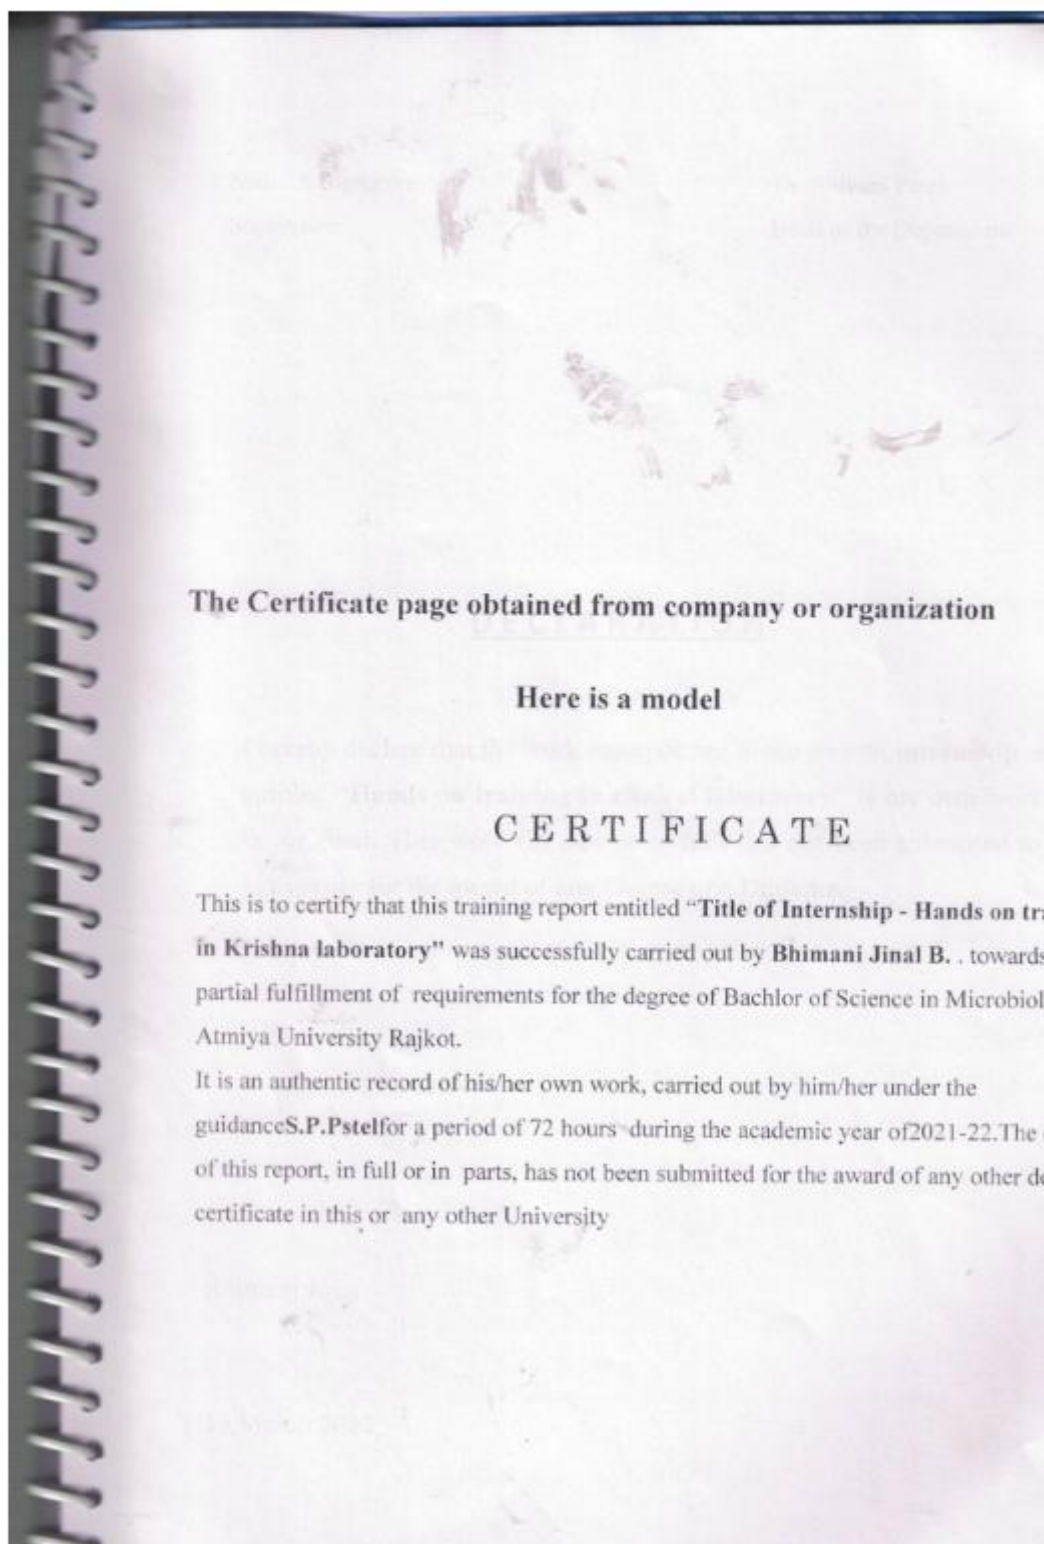 The Certificate page obtained from company or organization
Here is a model
CERTIFICATE
This is to certify that this training report entitled “Title of Internship - Hands on tr
in Krishna laboratory" was successfully carried out by Bhimani Jinal B. . towards
partial fulfillment of requirements for the degree of Bachlor of Science in Microbiol
Atmiya University Rajkot.
It is an authentic record of his/her own work, carried out by him/her under the
guidanceS.P.Pstelfor a period of 72 hours during the academic year of2021-22.The
of this report, in full or in parts, has not been submitted for the award of any other de
certificate in this or any other University